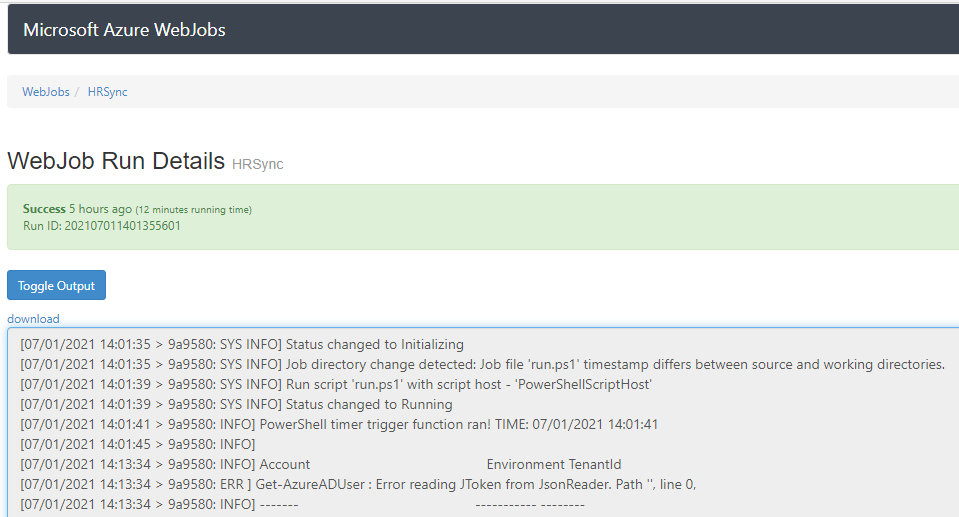 Microsoft Azure WebJobs
WebJobs / HRSync
WebJob Run Details HRSync
Success 5 hours ago (12 minutes running time)
Run ID: 202107011401355601
Toggle Output
download
[07/01/2021 14:01:35 > 9a9580: SYS INFO] Status changed to Initializing
[07/01/2021 14:01:35 > 9a9580: SYS INFO] Job directory change detected: Job file 'run.ps1' timestamp differs between source and working directories.
[07/01/2021 14:01:39 > 9a9580: SYS INFO] Run script 'run.ps1' with script host - 'PowerShellScriptHost'
[07/01/2021 14:01:39 > 9a9580: SYS INFO] Status changed to Running
[07/01/2021 14:01:41 > 9a9580: INFO] PowerShell timer trigger function ran! TIME: 07/01/2021 14:01:41
[07/01/2021 14:01:45 > 9a9580: INFO]
[07/01/2021 14:13:34 > 9a9580: INFO] Account Environment TenantId
[07/01/2021 14:13:34 > 9a9580: ERR ] Get-AzureADUser : Error reading JToken from JsonReader. Path '', line 0,
[07/01/2021 14:13:34 > 9a9580: INFO] ------- ----------- --------